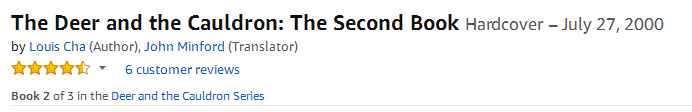 The Deer and the Cauldron: The Second Book Hardcover – July 27, 2000
by Louis Cha (Author), John Minford (Translator)
6 customer reviews
Book 2 of 3 in the Deer and the Cauldron Series